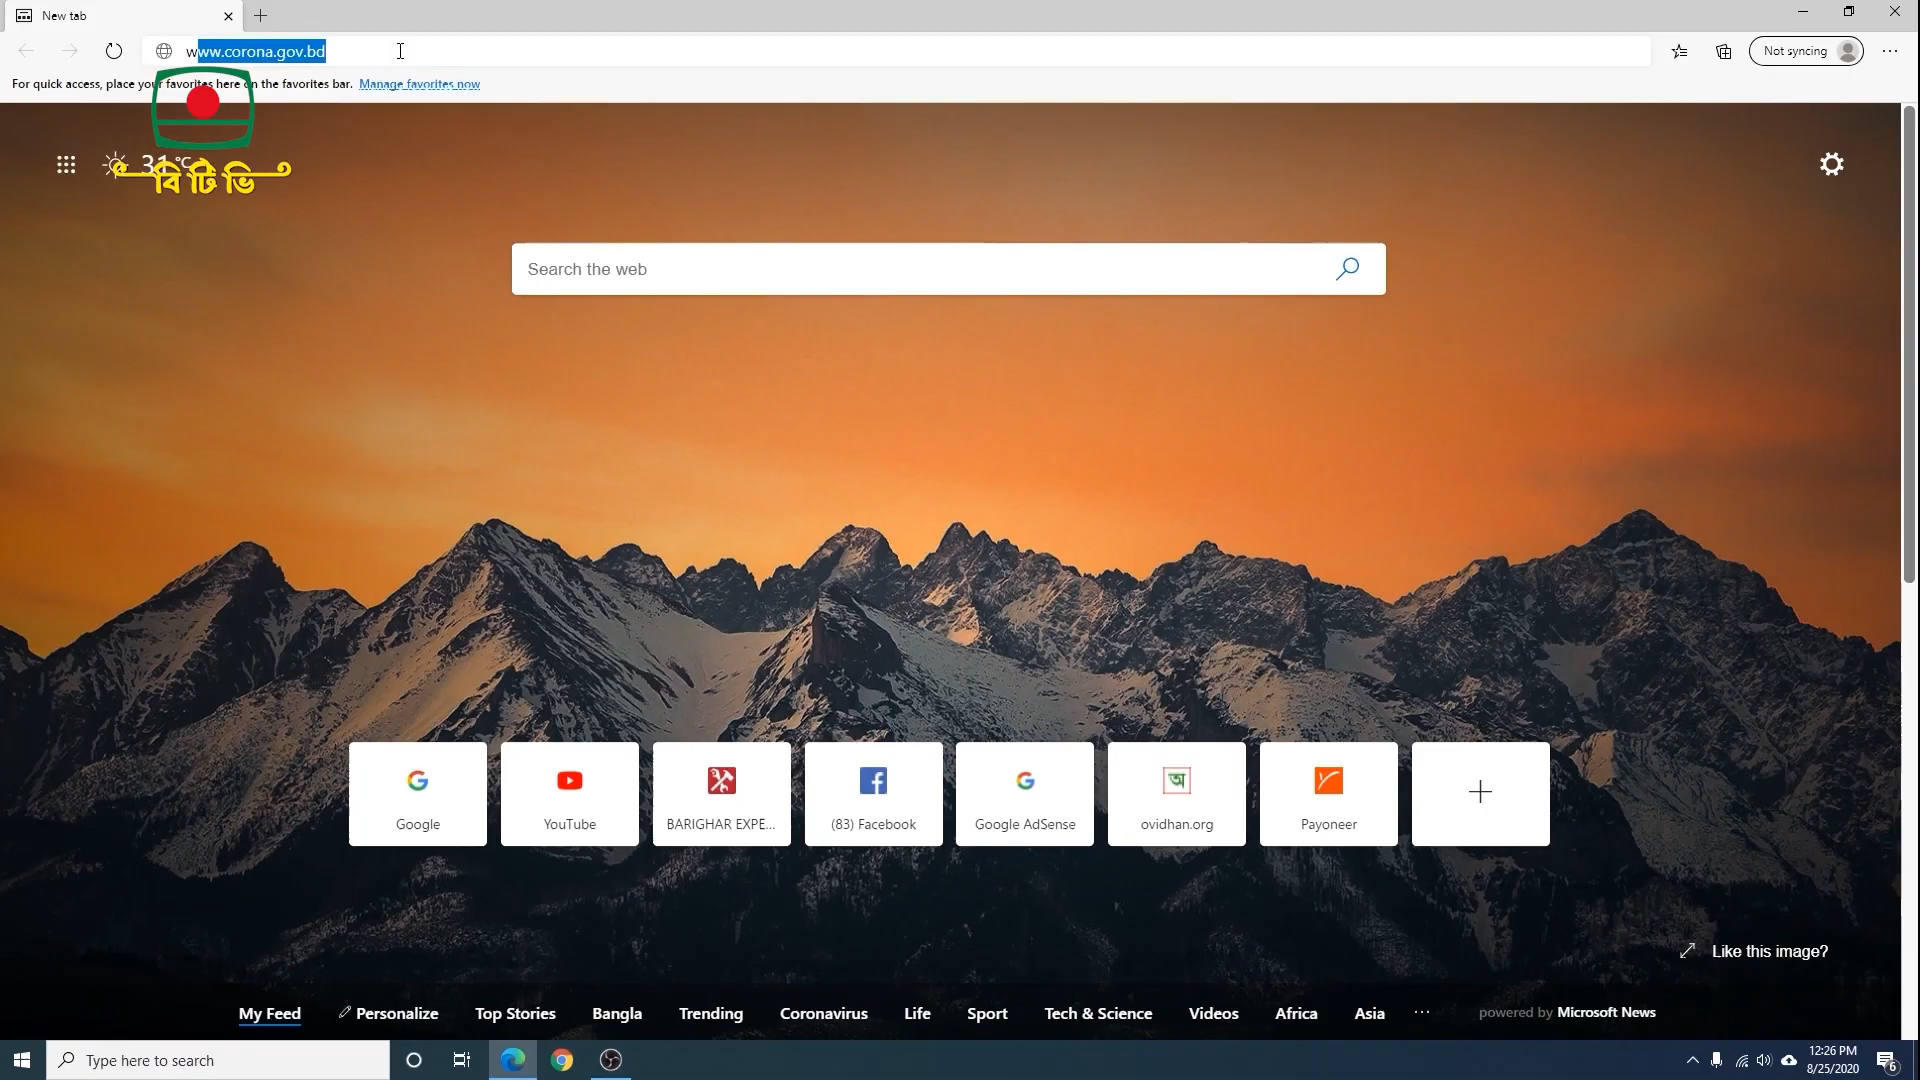 New tab
www.corona.gov.bd
Not syncing
For quick access, place your favorites here on the favorites bar. Manage favorites now
31 °C
বিটিভি
Search the web
Google
YouTube
BARIGHAR EXPE...
(83) Facebook
Google AdSense
অ
ovidhan.org
Payoneer
Like this image?
My Feed Personalize Top Stories Bangla Trending Coronavirus Life Sport Tech & Science Videos Africa Asia ... powered by Microsoft News
Type here to search
12:26 PM
8/25/2020
6